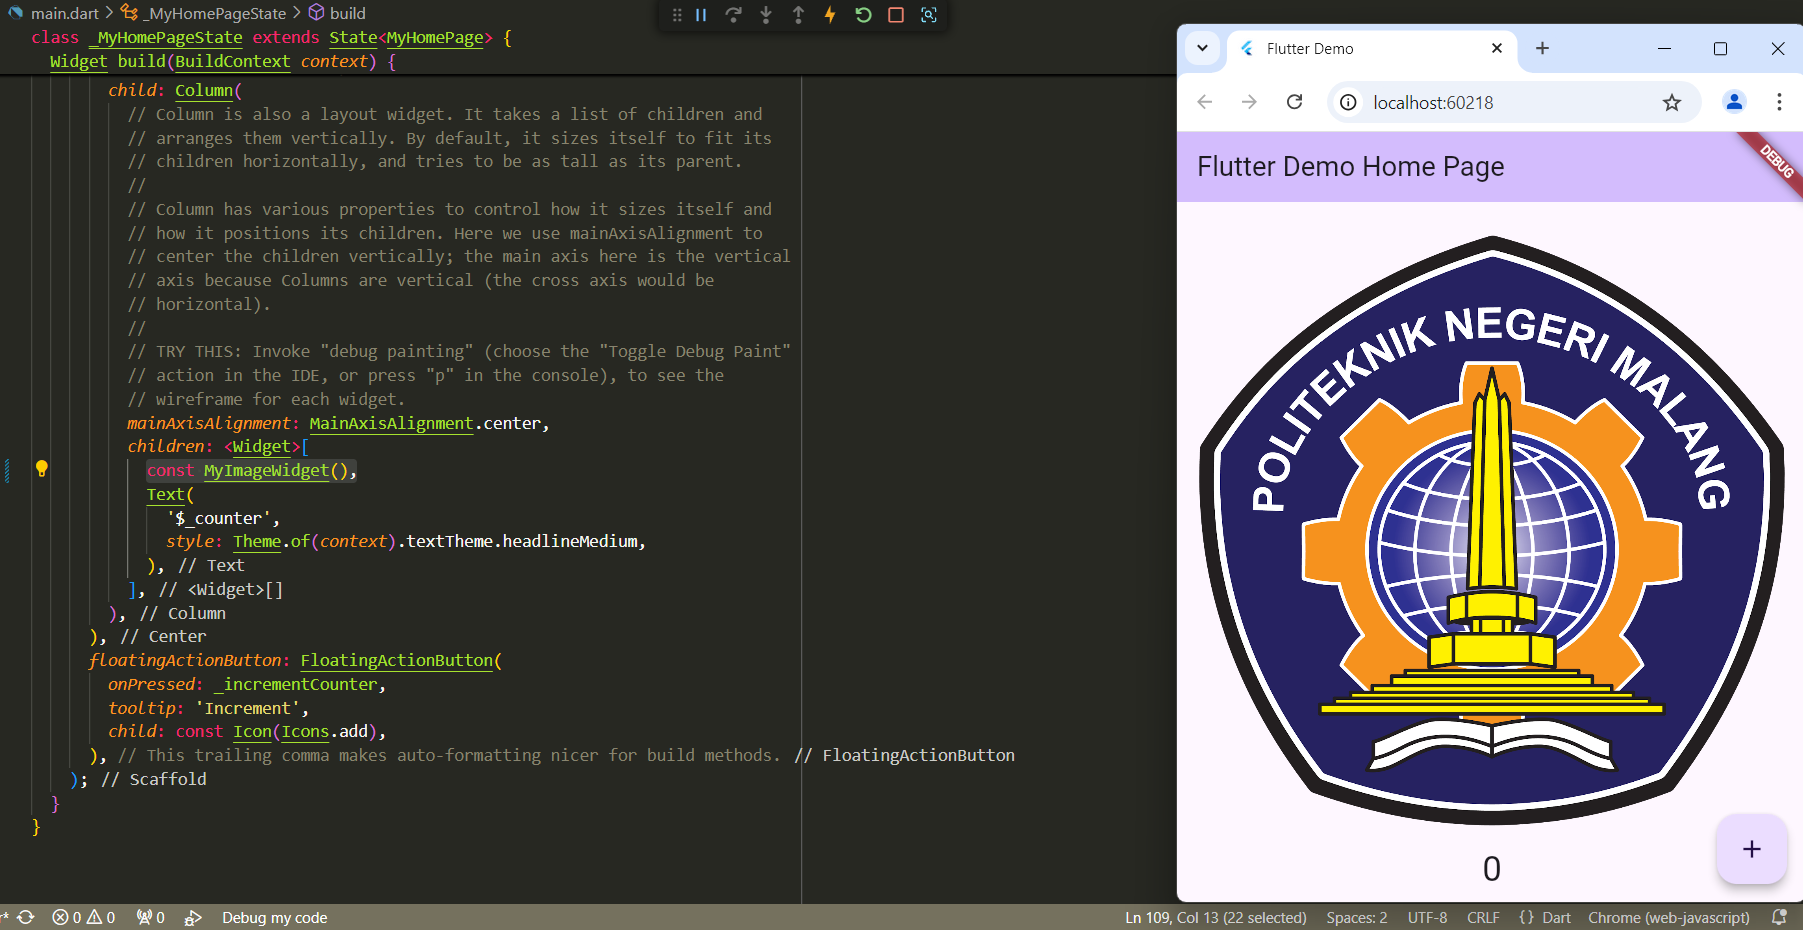 main.dart > _MyHomePageState > build
class _MyHomePageState extends State<MyHomePage> {
Widget build(BuildContext context) {
child: Column(
// Column is also a layout widget. It takes a list of children and
// arranges them vertically. By default, it sizes itself to fit its
// children horizontally, and tries to be as tall as its parent.
//
// Column has various properties to control how it sizes itself and
// how it positions its children. Here we use mainAxisAlignment to
// center the children vertically; the main axis here is the vertical
// axis because Columns are vertical (the cross axis would be
// horizontal).
//
// TRY THIS: Invoke "debug painting" (choose the "Toggle Debug Paint"
// action in the IDE, or press "p" in the console), to see the
// wireframe for each widget.
mainAxisAlignment: MainAxisAlignment.center,
children: <Widget>[
const MyImageWidget(),
Text(
'$_counter',
style: Theme.of(context).textTheme.headlineMedium,
), // Text
], // <Widget>[]
), // Column
), // Center
floatingActionButton: FloatingActionButton(
onPressed: _incrementCounter,
tooltip: 'Increment',
child: const Icon(Icons.add),
), // This trailing comma makes auto-formatting nicer for build methods. // FloatingActionButton
); // Scaffold
}
}
Flutter Demo
localhost:60218
Flutter Demo Home Page
DEBUG
POLITEKNIK NEGERI MALANG
0
r* 0 0 0 Debug my code
Ln 109, Col 13 (22 selected) Spaces: 2 UTF-8 CRLF {} Dart Chrome (web-javascript)